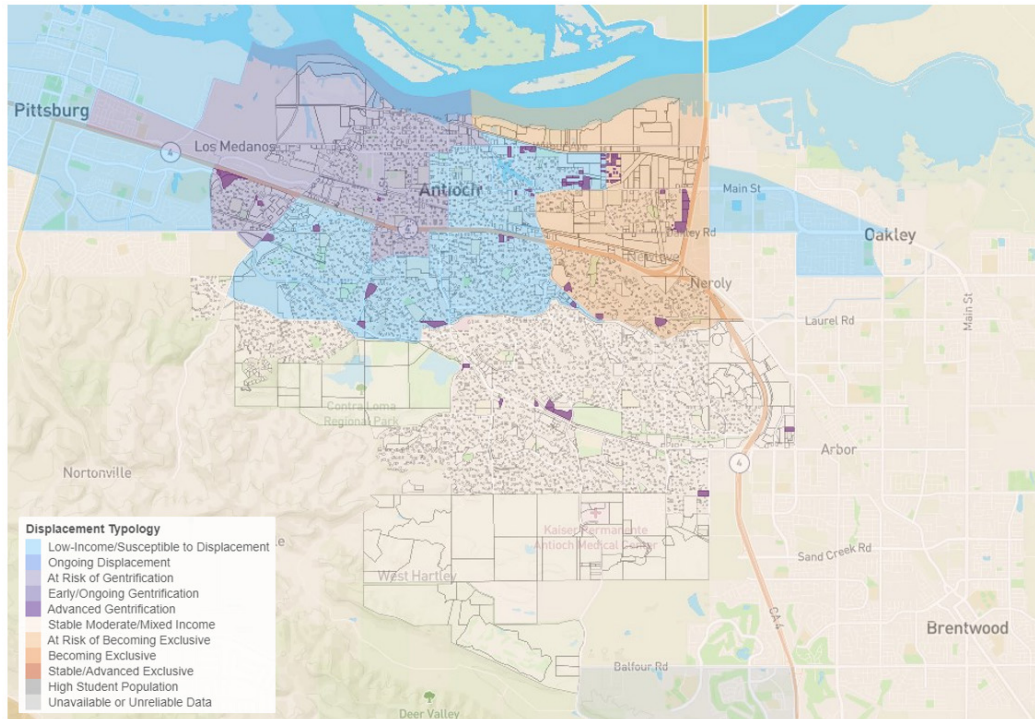 Pittsburg
4
Los Medanos
Antioch
4
Main St
Oakley Rd
Oakley
Neroly
Laurel Rd
Main St
Contra Loma
Regional Park
Nortonville
Arbor
4
Kaiser Permanente
Antioch Medical Center
Sand Creek Rd
West Hartley
CA 4
Brentwood
Balfour Rd
Deer Valley
Displacement Typology
Low-Income/Susceptible to Displacement
Ongoing Displacement
At Risk of Gentrification
Early/Ongoing Gentrification
Advanced Gentrification
Stable Moderate/Mixed Income
At Risk of Becoming Exclusive
Becoming Exclusive
Stable/Advanced Exclusive
High Student Population
Unavailable or Unreliable Data